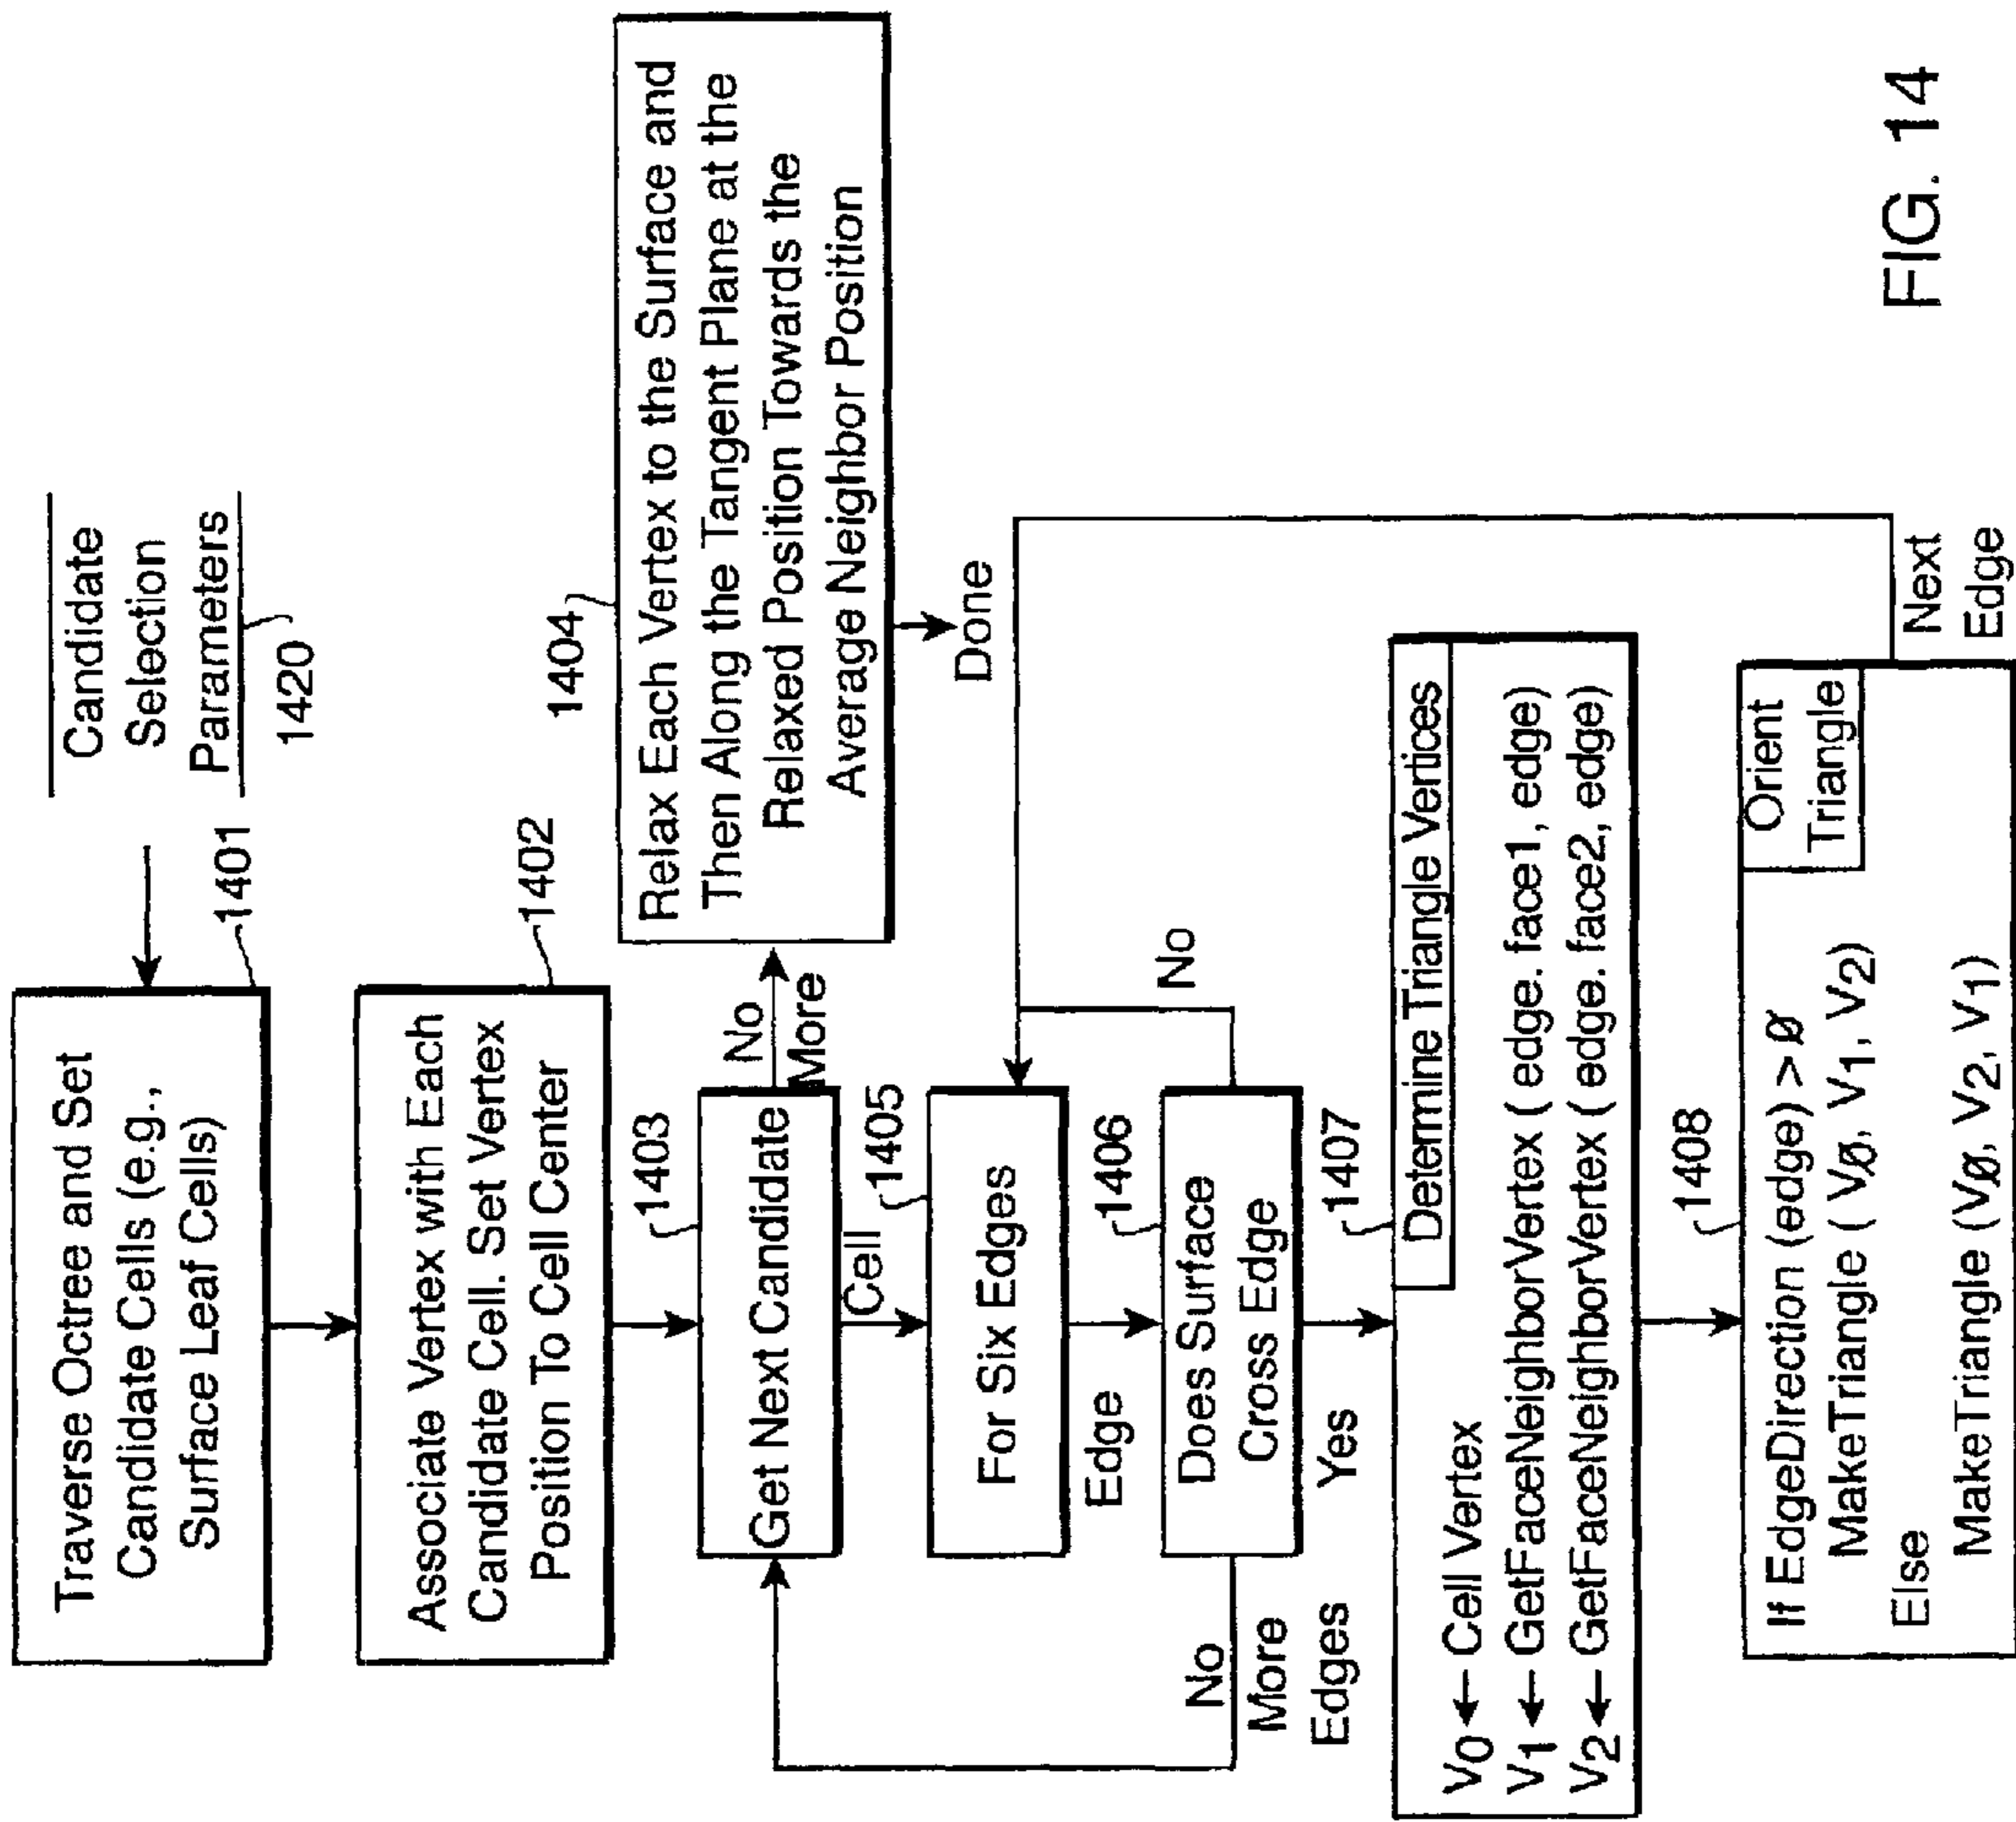 Candidate
Selection
Parameters
1420
Traverse Octree and Set
Candidate Cells (e.g.,
Surface Leaf Cells)
1401
Associate Vertex with Each
Candidate Cell. Set Vertex
Position To Cell Center
1402
1403
Get Next Candidate
No
More
1404
Relax Each Vertex to the Surface and
Then Along the Tangent Plane at the
Relaxed Position Towards the
Average Neighbor Position
Done
Cell
1405
For Six Edges
Edge
1406
Does Surface
Cross Edge
No
No
More
Edges
Yes
1407
Determine Triangle Vertices
V0 ← Cell Vertex
V1 ← GetFaceNeighborVertex ( edge. face1, edge)
V2 ← GetFaceNeighborVertex ( edge. face2, edge)
1408
Orient
Triangle
If EdgeDirection (edge) > Ø
MakeTriangle ( VØ, V1, V2)
Else
MakeTriangle (VØ, V2, V1)
Next
Edge
FIG. 14